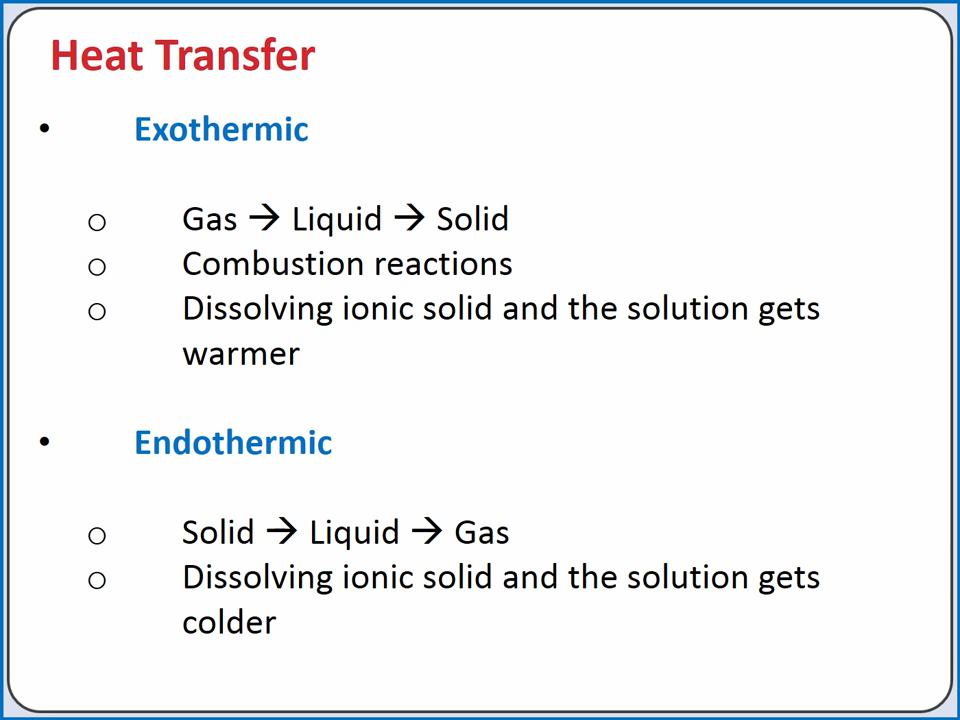 Heat Transfer
• Exothermic
o Gas → Liquid → Solid
o Combustion reactions
o Dissolving ionic solid and the solution gets
warmer
• Endothermic
o Solid → Liquid → Gas
o Dissolving ionic solid and the solution gets
colder